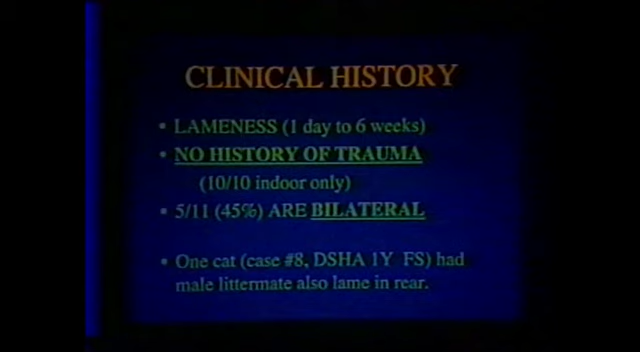 CLINICAL HISTORY
• LAMENESS (1 day to 6 weeks)
• NO HISTORY OF TRAUMA
(10/10 indoor only)
• 5/11 (45%) ARE BILATERAL
• One cat (case #8, DSHA 1Y FS) had
male littermate also lame in rear.